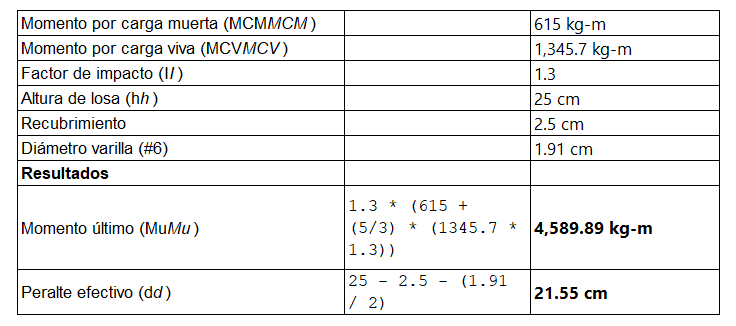 Momento por carga muerta (MCMMCM) 615 kg-m
Momento por carga viva (MCVMCV) 1,345.7 kg-m
Factor de impacto (II) 1.3
Altura de losa (hh) 25 cm
Recubrimiento 2.5 cm
Diámetro varilla (#6) 1.91 cm
Resultados
Momento último (MuMu) 1.3 * (615 +
(5/3) * (1345.7 *
1.3)) 4,589.89 kg-m
Peralte efectivo (dd) 25 - 2.5 - (1.91
/ 2) 21.55 cm